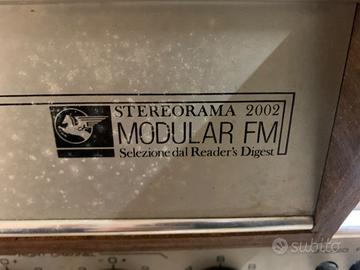 STEREORAMA 2002
MODULAR FM
Selezione dal Reader's Digest
subito